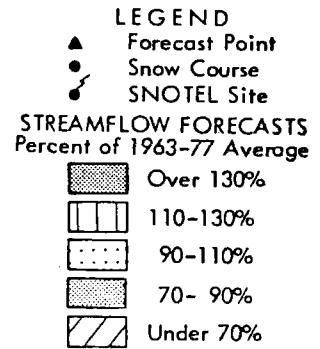 LEGEND
Forecast Point
Snow Course
SNOTEL Site
STREAMFLOW FORECASTS
Percent of 1963-77 Average
Over 130%
110-130%
90-110%
70- 90%
Under 70%